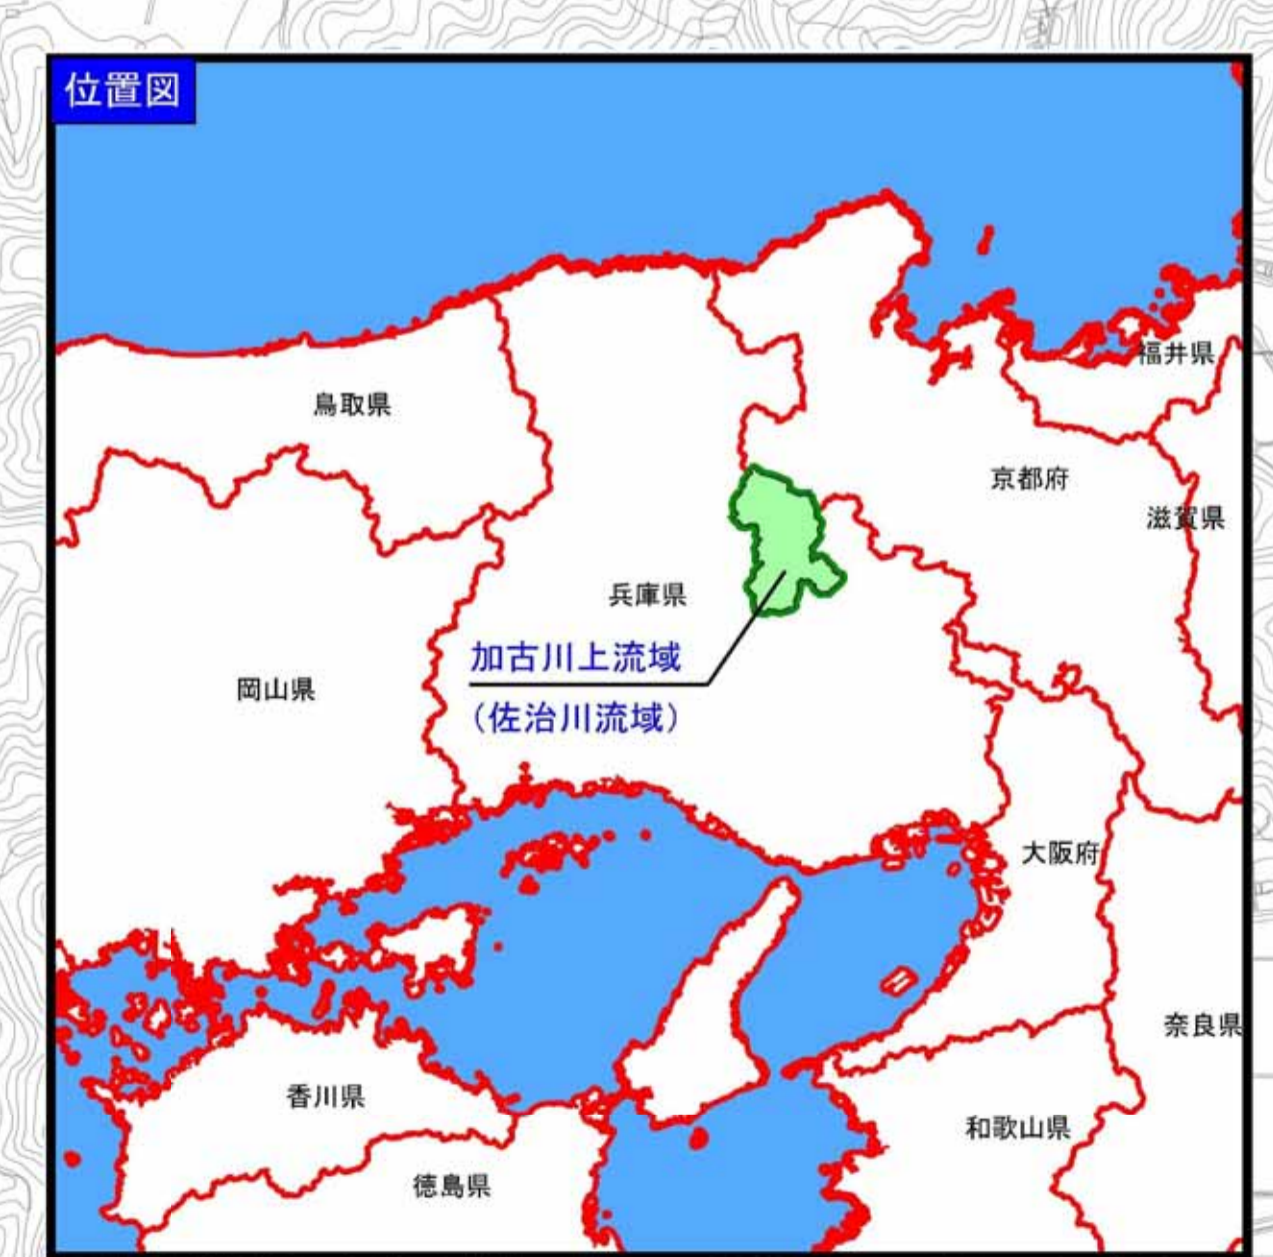 位置図
福井県
鳥取県
京都府
滋賀県
兵庫県
加古川上流域
(佐治川流域)
岡山県
大阪府
奈良県
香川県
和歌山県
徳島県